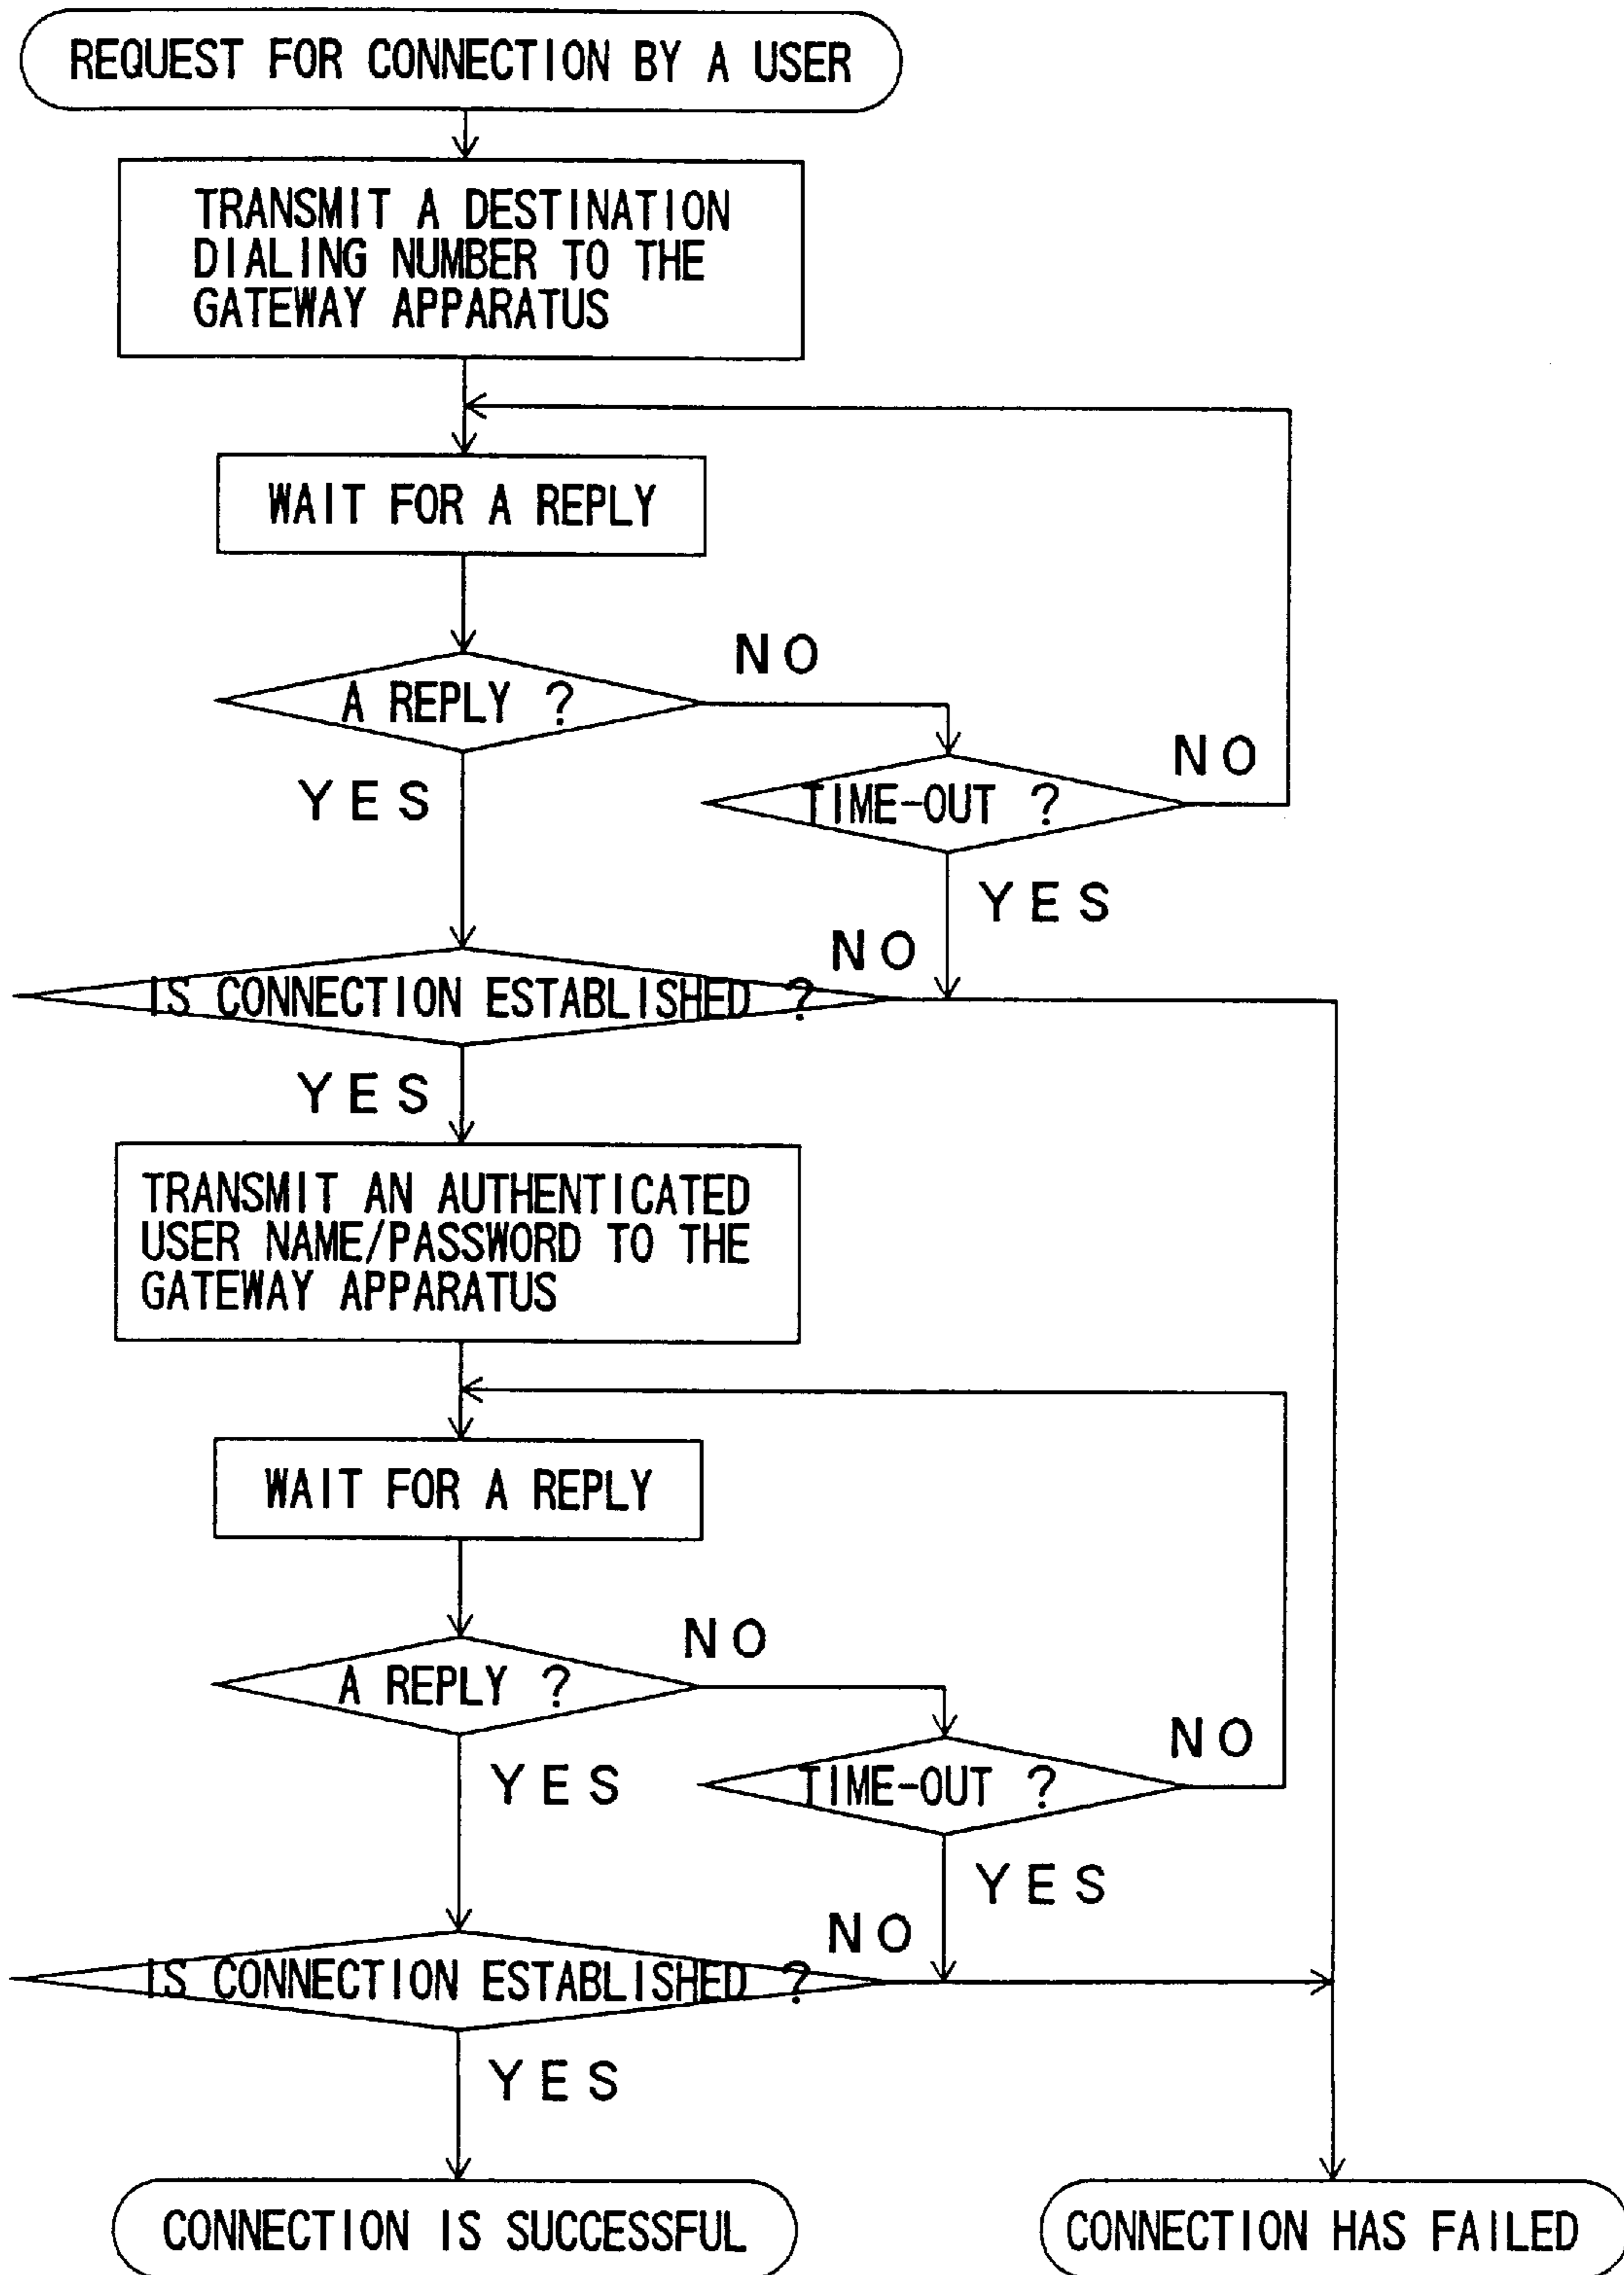 REQUEST FOR CONNECTION BY A USER
TRANSMIT A DESTINATION
DIALING NUMBER TO THE
GATEWAY APPARATUS
WAIT FOR A REPLY
NO
A REPLY ?
NO
YES
TIME-OUT ?
YES
NO
IS CONNECTION ESTABLISHED ?
YES
TRANSMIT AN AUTHENTICATED
USER NAME/PASSWORD TO THE
GATEWAY APPARATUS
WAIT FOR A REPLY
NO
A REPLY ?
NO
YES
TIME-OUT ?
YES
NO
IS CONNECTION ESTABLISHED ?
YES
CONNECTION IS SUCCESSFUL
CONNECTION HAS FAILED